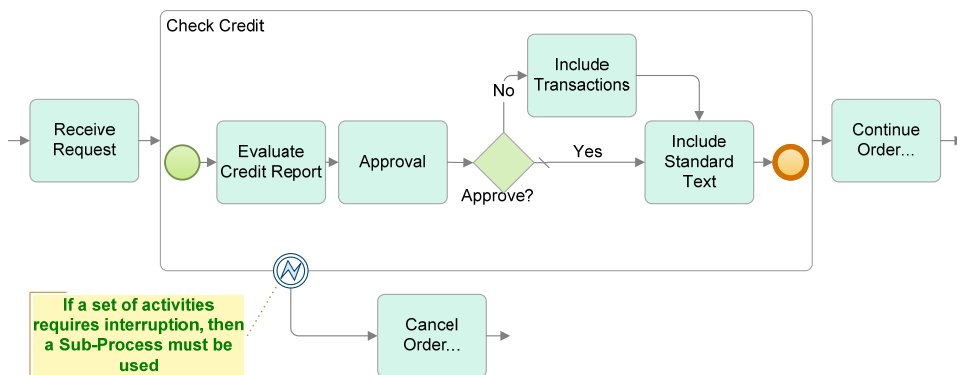 Check Credit
Include
Transactions
No
Receive
Request
Evaluate
Credit Report
Approval
Approve?
Yes
Include
Standard
Text
Continue
Order...
If a set of activities
requires interruption, then
a Sub-Process must be
used
Cancel
Order...